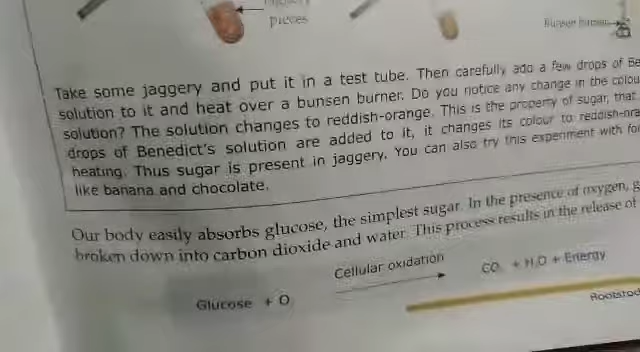 pieces
Bunsen burner
Take some jaggery and put it in a test tube. Then carefully add a few drops of Be
solution to it and heat over a bunsen burner. Do you notice any change in the colou
solution? The solution changes to reddish-orange. This is the property of sugar, that
drops of Benedict's solution are added to it, it changes its colour to reddish-ora
heating. Thus sugar is present in jaggery. You can also try this experiment with fo
like banana and chocolate.
Our body easily absorbs glucose, the simplest sugar. In the presence of oxygen, g
broken down into carbon dioxide and water. This process results in the release of
Cellular oxidation
Glucose + O
CO + H₂O + Energy